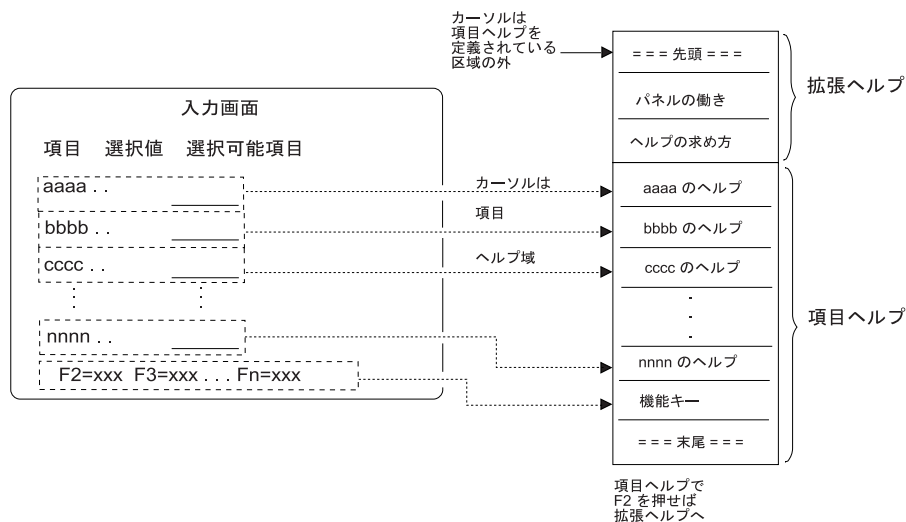 カーソルは
項目ヘルプを
定義されている
区域の外
= = = 先頭 = = =
パネルの働き
ヘルプの求め方
拡張ヘルプ
入力画面
項目 選択値 選択可能項目
aaaa . .
bbbb . .
cccc . .
nnnn . .
F2=xxx F3=xxx . . . Fn=xxx
カーソルは
項目
ヘルプ域
aaaa のヘルプ
bbbb のヘルプ
cccc のヘルプ
nnnn のヘルプ
機能キー
= = = 末尾 = = =
項目ヘルプ
項目ヘルプで
F2 を押せば
拡張ヘルプへ